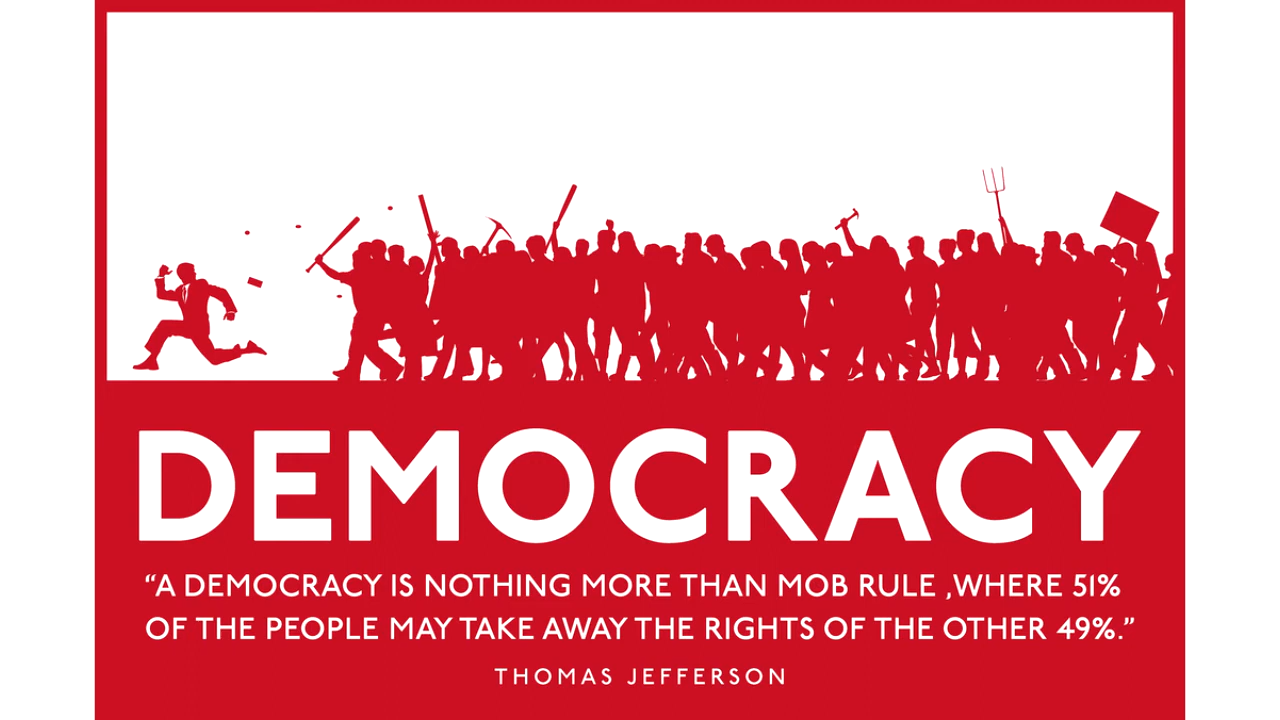 DEMOCRACY
“A DEMOCRACY IS NOTHING MORE THAN MOB RULE ,WHERE 51%
OF THE PEOPLE MAY TAKE AWAY THE RIGHTS OF THE OTHER 49%.”
THOMAS JEFFERSON